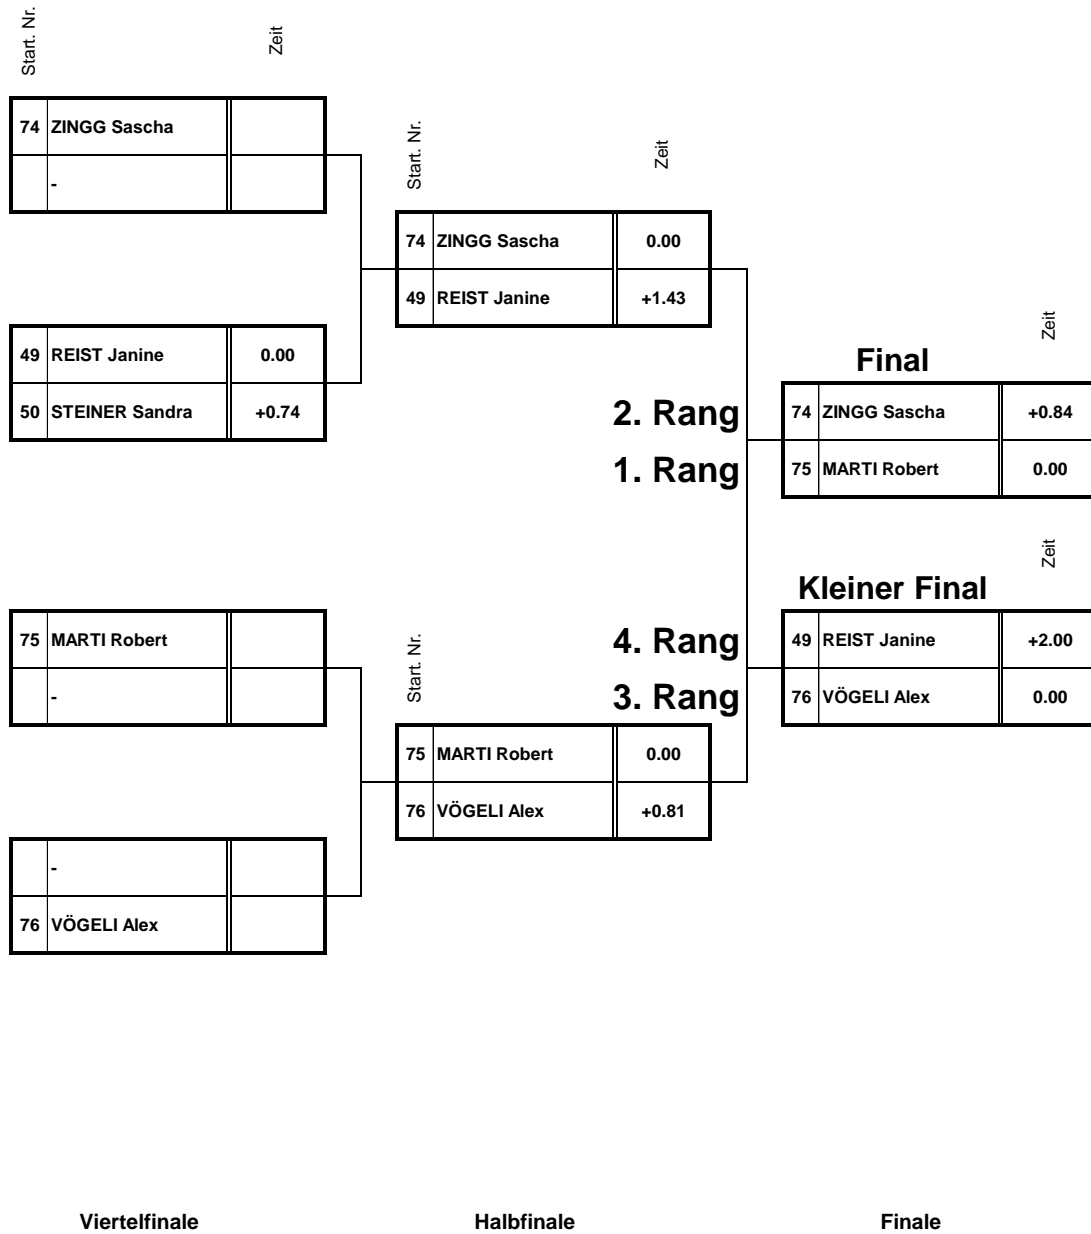 Start. Nr.
Zeit
74 ZINGG Sascha
-
49 REIST Janine 0.00
50 STEINER Sandra +0.74
75 MARTI Robert
-
-
76 VÖGELI Alex
Start. Nr.
Zeit
74 ZINGG Sascha 0.00
49 REIST Janine +1.43
Start. Nr.
75 MARTI Robert 0.00
76 VÖGELI Alex +0.81
Zeit
Final
2. Rang 74 ZINGG Sascha +0.84
1. Rang 75 MARTI Robert 0.00
Zeit
Kleiner Final
4. Rang 49 REIST Janine +2.00
3. Rang 76 VÖGELI Alex 0.00
Viertelfinale Halbfinale Finale